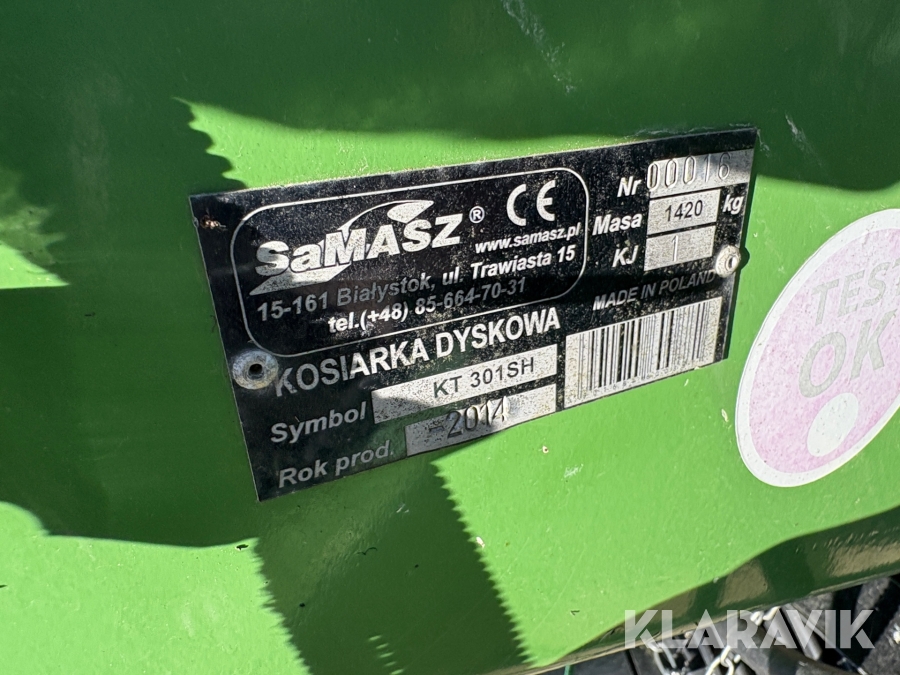 SaMASZ®
CE
www.samasz.pl
15-161 Białystok, ul. Trawiasta 15
tel.(+48) 85-664-70-31
Nr 00016
Masa 1420 kg
KJ 1
MADE IN POLAND
KOSIARKA DYSKOWA
Symbol KT 301SH
Rok prod. 2014
TEST
OK
KLARAVIK